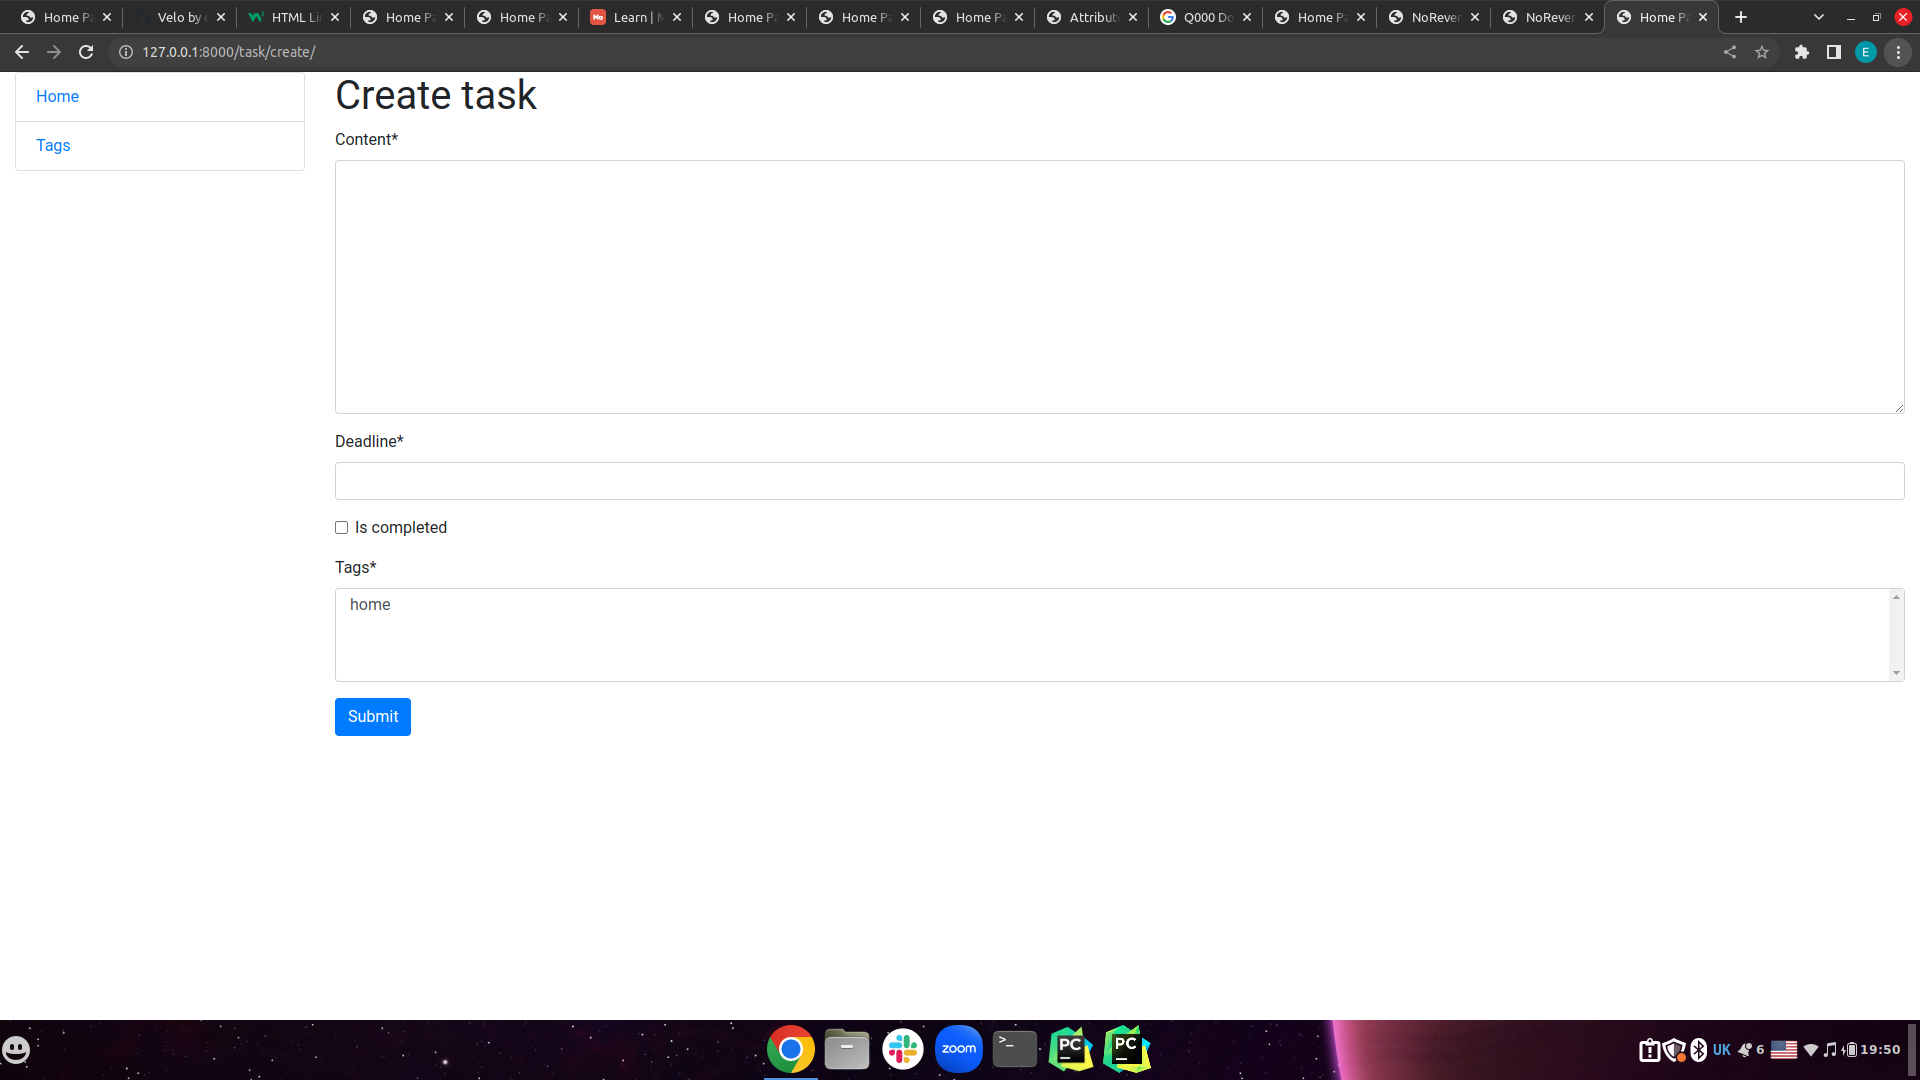 Home Pa
Velo by
HTML Li
Home Pa
Home Pa
Learn | M
Home Pa
Home Pa
Home Pa
Attribut
Q000 Do
Home Pa
NoRever
NoRever
Home Pa
127.0.0.1:8000/task/create/
E
Home
Tags
Create task
Content*
Deadline*
Is completed
Tags*
home
Submit
zoom
>_
PC
PC
UK
6
19:50